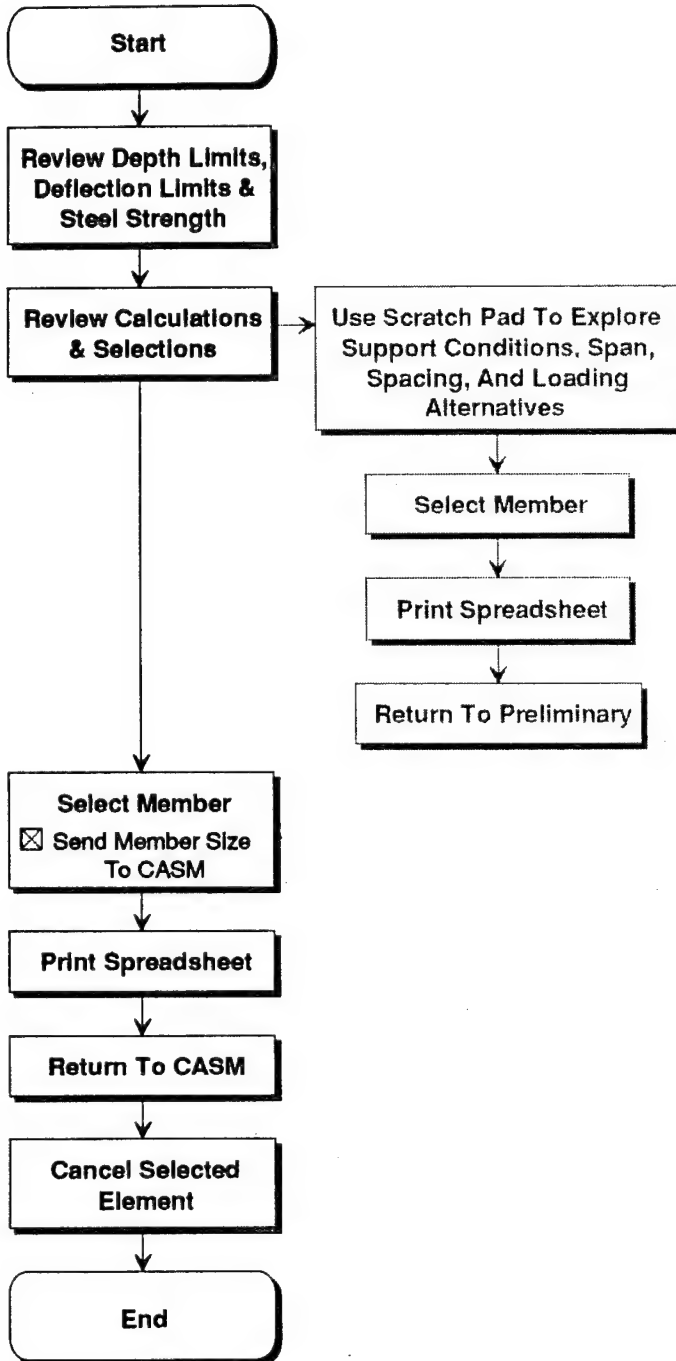 Start
Review Depth Limits,
Deflection Limits &
Steel Strength
Review Calculations
& Selections
Use Scratch Pad To Explore
Support Conditions, Span,
Spacing, And Loading
Alternatives
Select Member
Print Spreadsheet
Return To Preliminary
Select Member
Send Member Size
To CASM
Print Spreadsheet
Return To CASM
Cancel Selected
Element
End